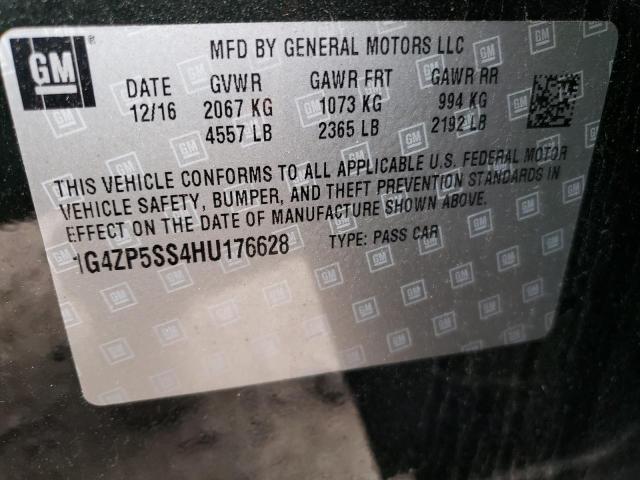 GM®
MFD BY GENERAL MOTORS LLC
DATE GVWR GAWR FRT GAWR RR
12/16 2067 KG 1073 KG 994 KG
4557 LB 2365 LB 2192 LB
THIS VEHICLE CONFORMS TO ALL APPLICABLE U.S. FEDERAL MOTOR
VEHICLE SAFETY, BUMPER, AND THEFT PREVENTION STANDARDS IN
EFFECT ON THE DATE OF MANUFACTURE SHOWN ABOVE.
1G4ZP5SS4HU176628 TYPE: PASS CAR